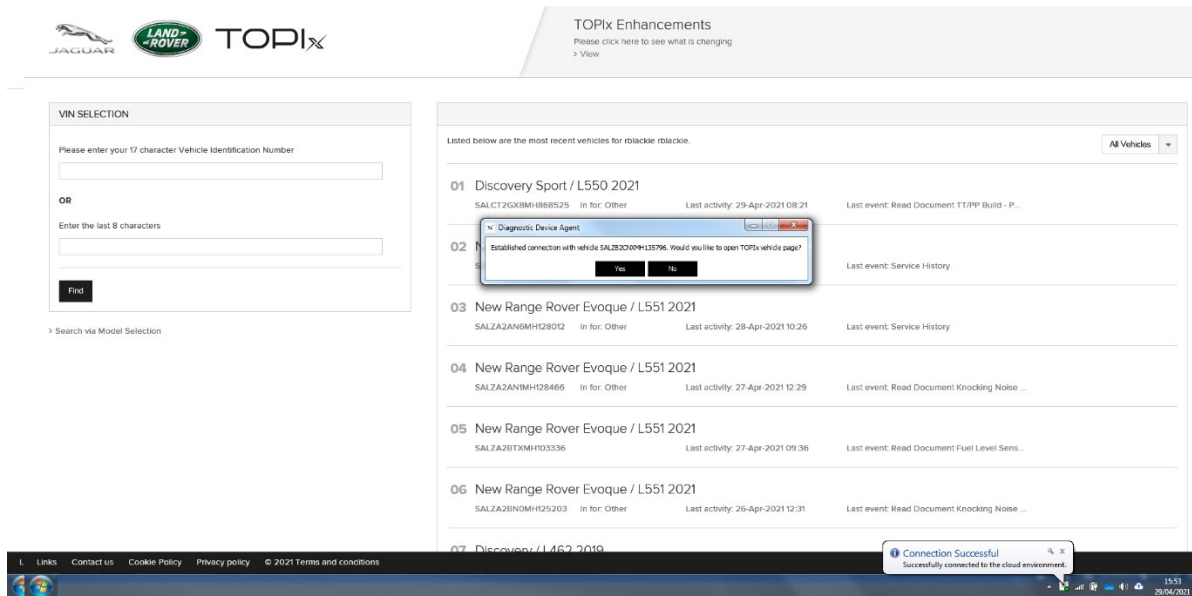 JAGUAR
LAND-
-ROVER
TOPIx
TOPIx Enhancements
Please click here to see what is changing
> View
VIN SELECTION
Please enter your 17 character Vehicle Identification Number
OR
Enter the last 8 characters
Find
> Search via Model Selection
Listed below are the most recent vehicles for rblackie rblackie.
All Vehicles
01 Discovery Sport / L550 2021
SALCT2GX8MH868525 In for: Other Last activity: 29-Apr-2021 08:21 Last event: Read Document TT/PP Build - P...
Diagnostic Device Agent
Established connection with vehicle SALZB2CNXMH135796. Would you like to open TOPIx vehicle page?
Yes No
02
Last event: Service History
03 New Range Rover Evoque / L551 2021
SALZA2AN6MH128012 In for: Other Last activity: 28-Apr-2021 10:26 Last event: Service History
04 New Range Rover Evoque / L551 2021
SALZA2AN1MH128466 In for: Other Last activity: 27-Apr-2021 12:29 Last event: Read Document Knocking Noise ...
05 New Range Rover Evoque / L551 2021
SALZA2BTXMH103336 Last activity: 27-Apr-2021 09:36 Last event: Read Document Fuel Level Sens...
06 New Range Rover Evoque / L551 2021
SALZA2BN0MH125203 In for: Other Last activity: 26-Apr-2021 12:31 Last event: Read Document Knocking Noise ...
07 Discovery / L462 2019
Connection Successful
Successfully connected to the cloud environment.
L Links Contact us Cookie Policy Privacy policy © 2021 Terms and conditions
15:53
29/04/2021